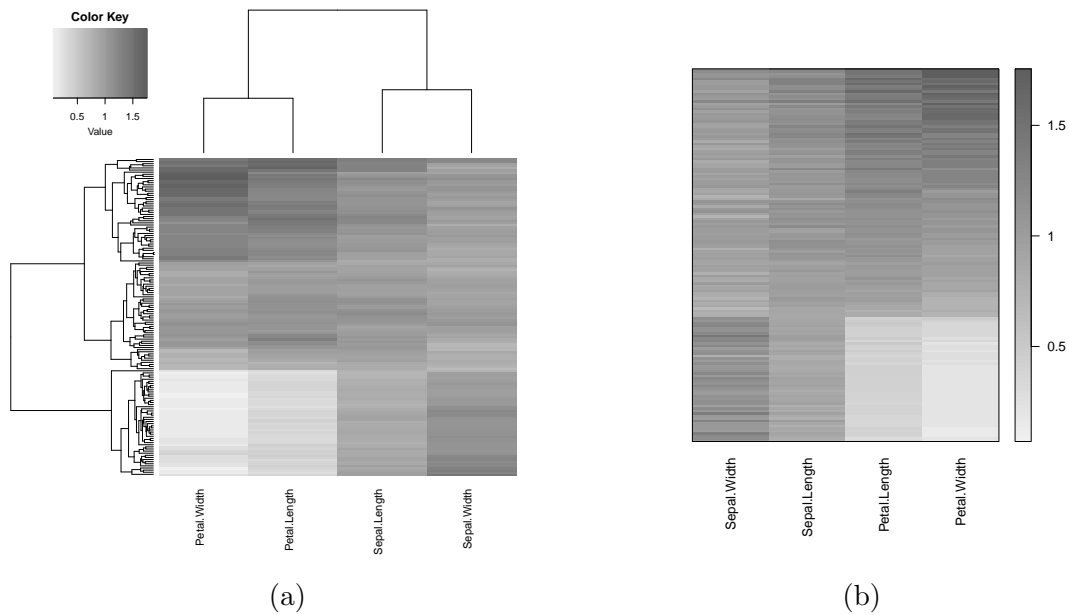 Color Key
0.5 1 1.5
Value
Petal.Width
Petal.Length
Sepal.Length
Sepal.Width
(a)
1.5
1
0.5
Sepal.Width
Sepal.Length
Petal.Length
Petal.Width
(b)